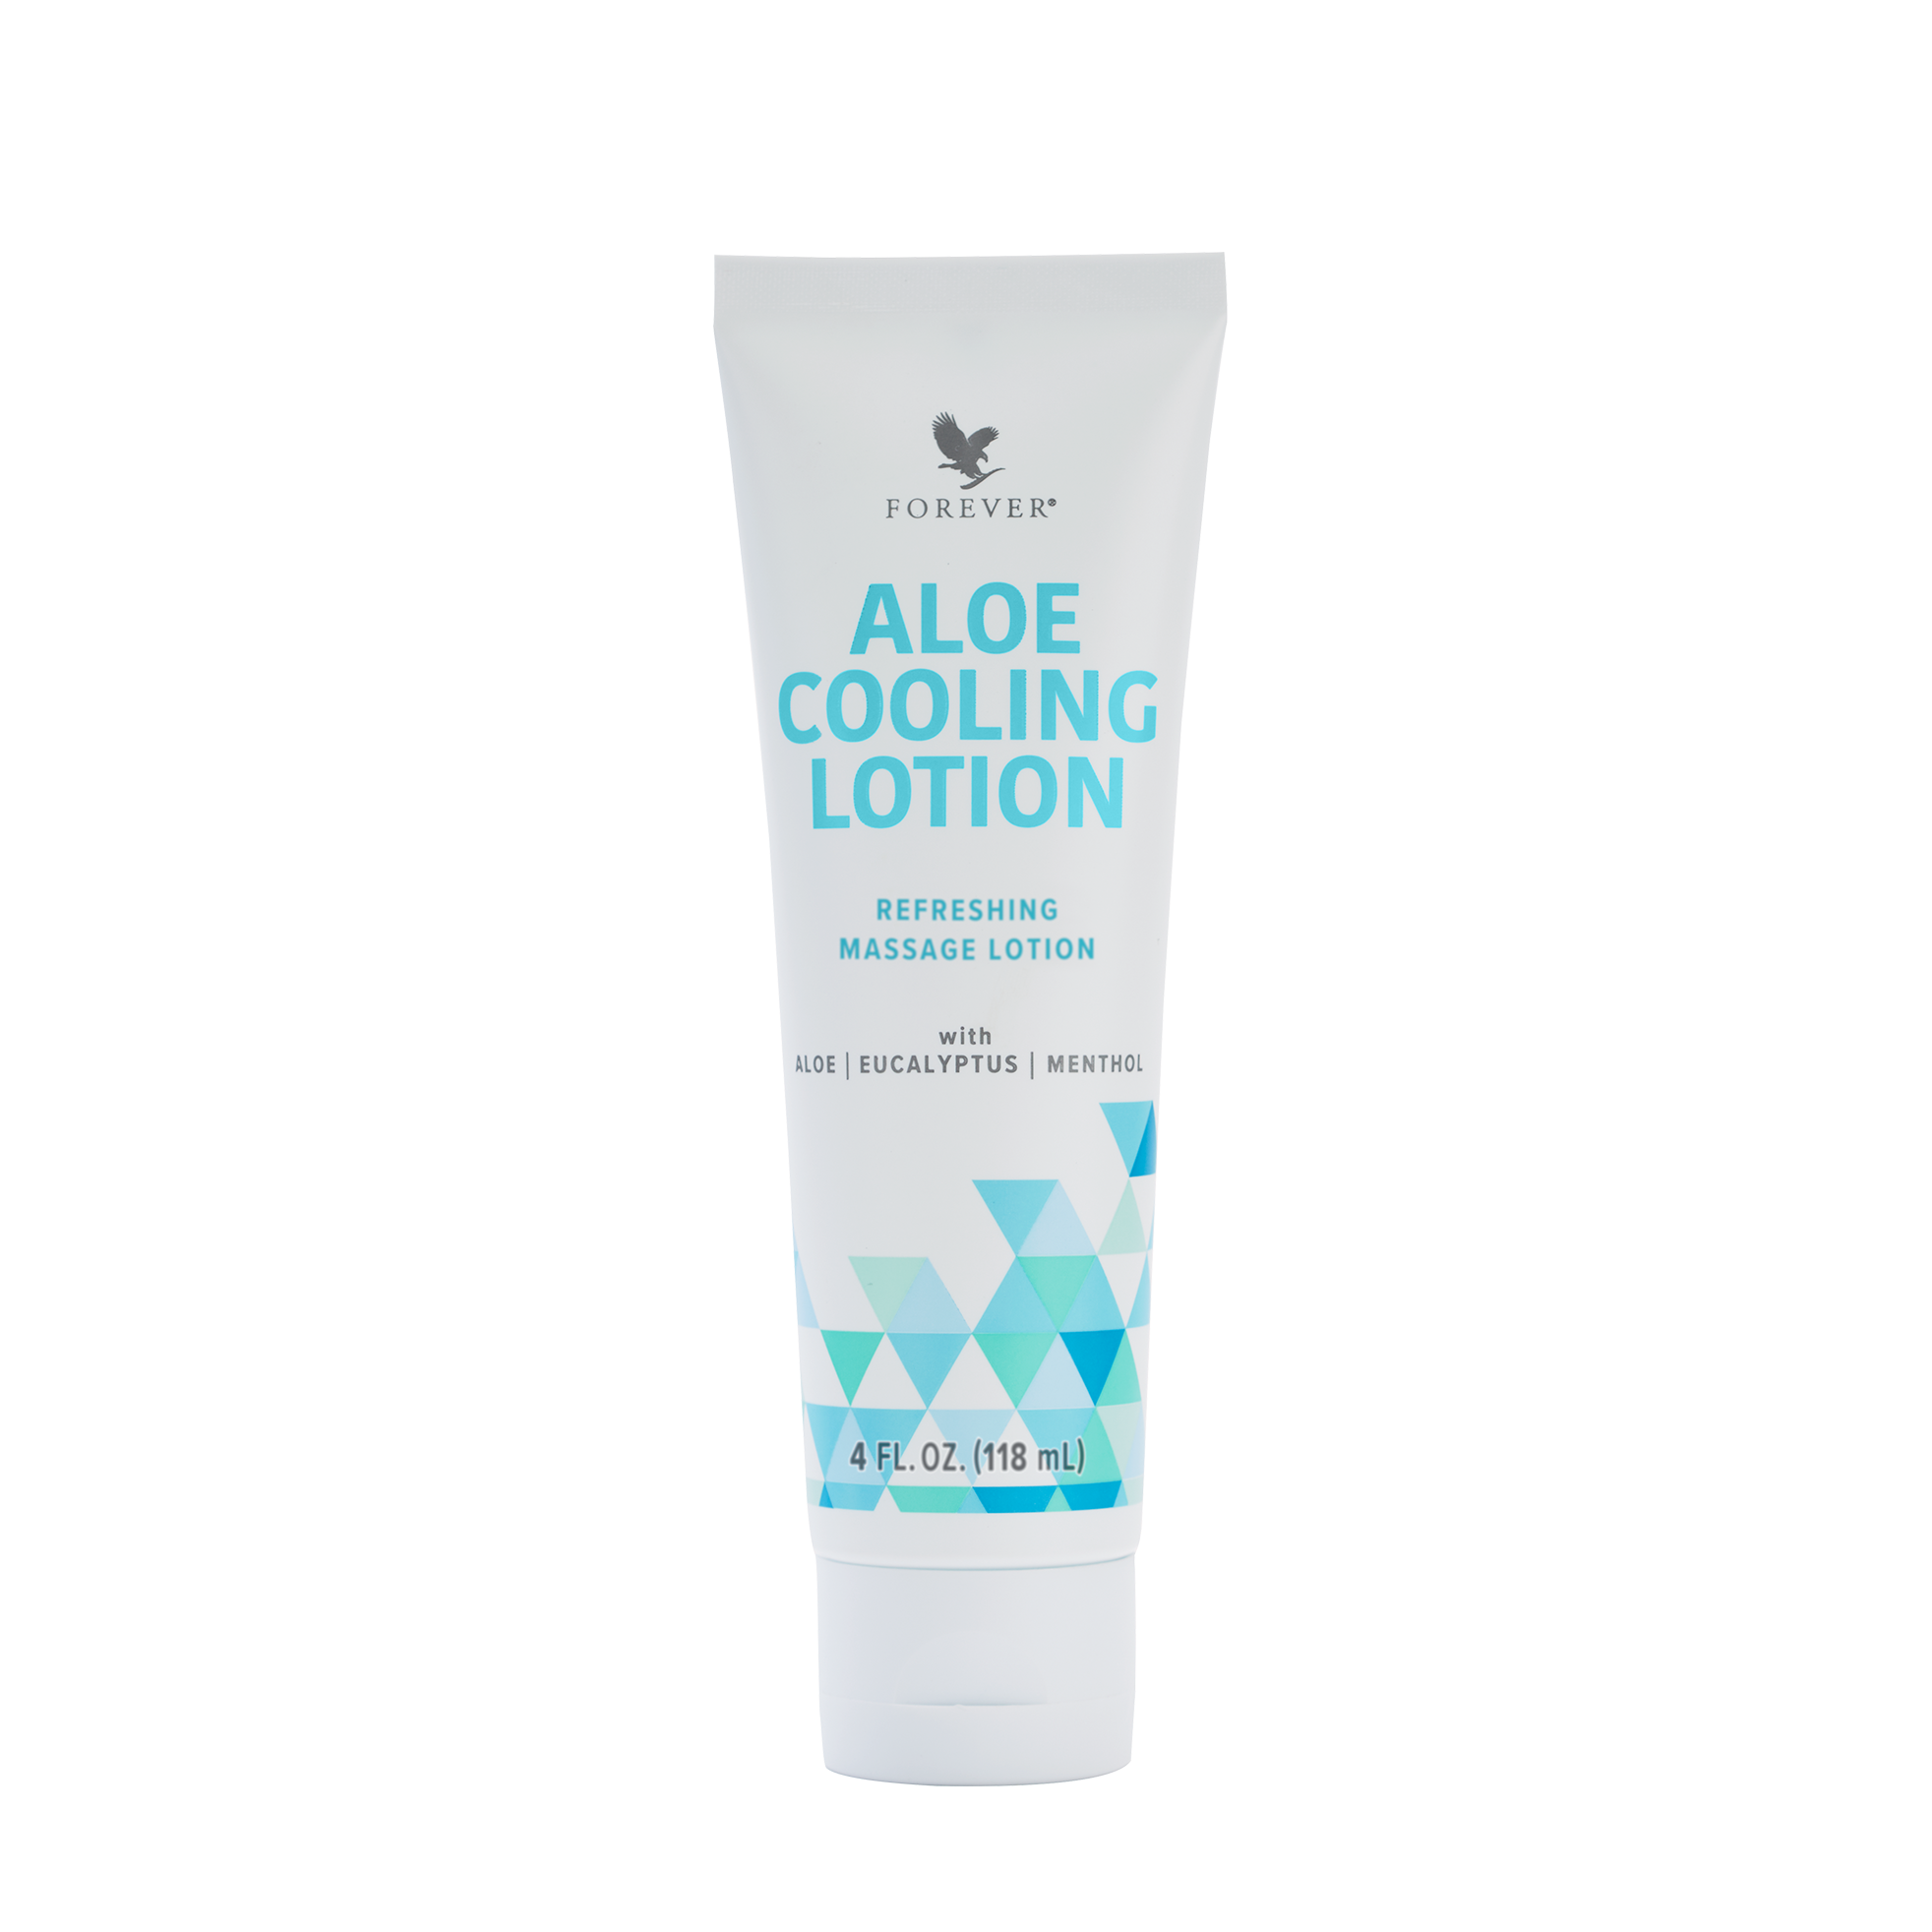 FOREVER®
ALOE
COOLING
LOTION
REFRESHING
MASSAGE LOTION
with
ALOE | EUCALYPTUS | MENTHOL
4 FL. OZ. (118 mL)